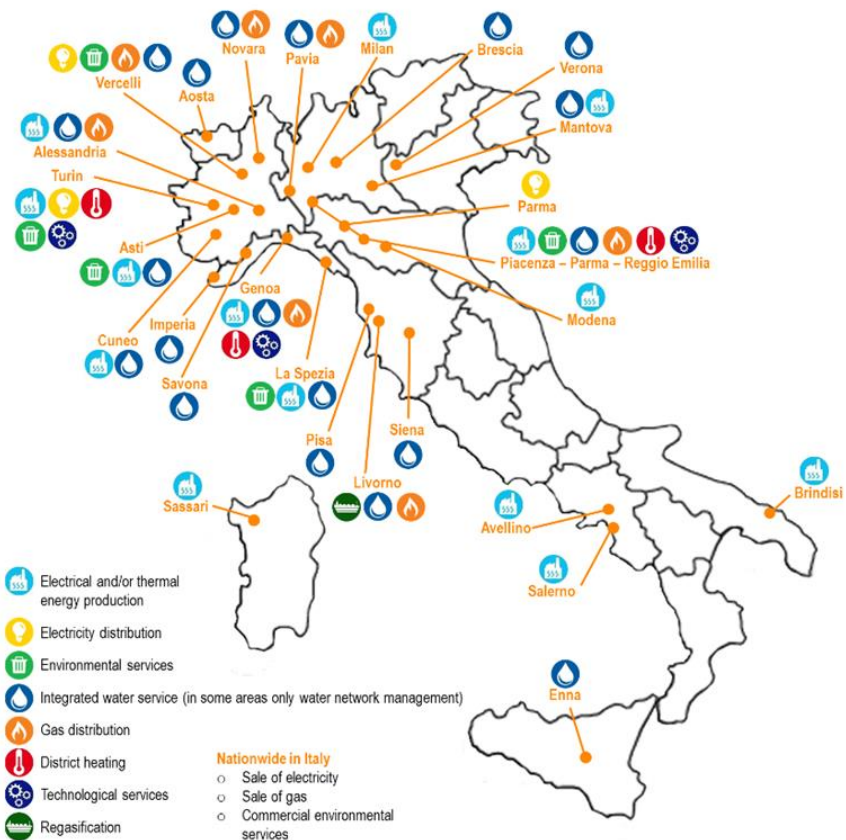 Novara
Pavia
Milan
Brescia
Verona
Vercelli
Aosta
Mantova
Alessandria
Turin
Parma
Asti
Piacenza – Parma – Reggio Emilia
Genoa
Modena
Imperia
Cuneo
La Spezia
Savona
Siena
Pisa
Livorno
Sassari
Brindisi
Avellino
Salerno
Enna
Electrical and/or thermal
energy production
Electricity distribution
Environmental services
Integrated water service (in some areas only water network management)
Gas distribution
District heating
Technological services
Regasification
Nationwide in Italy
○ Sale of electricity
○ Sale of gas
○ Commercial environmental
services